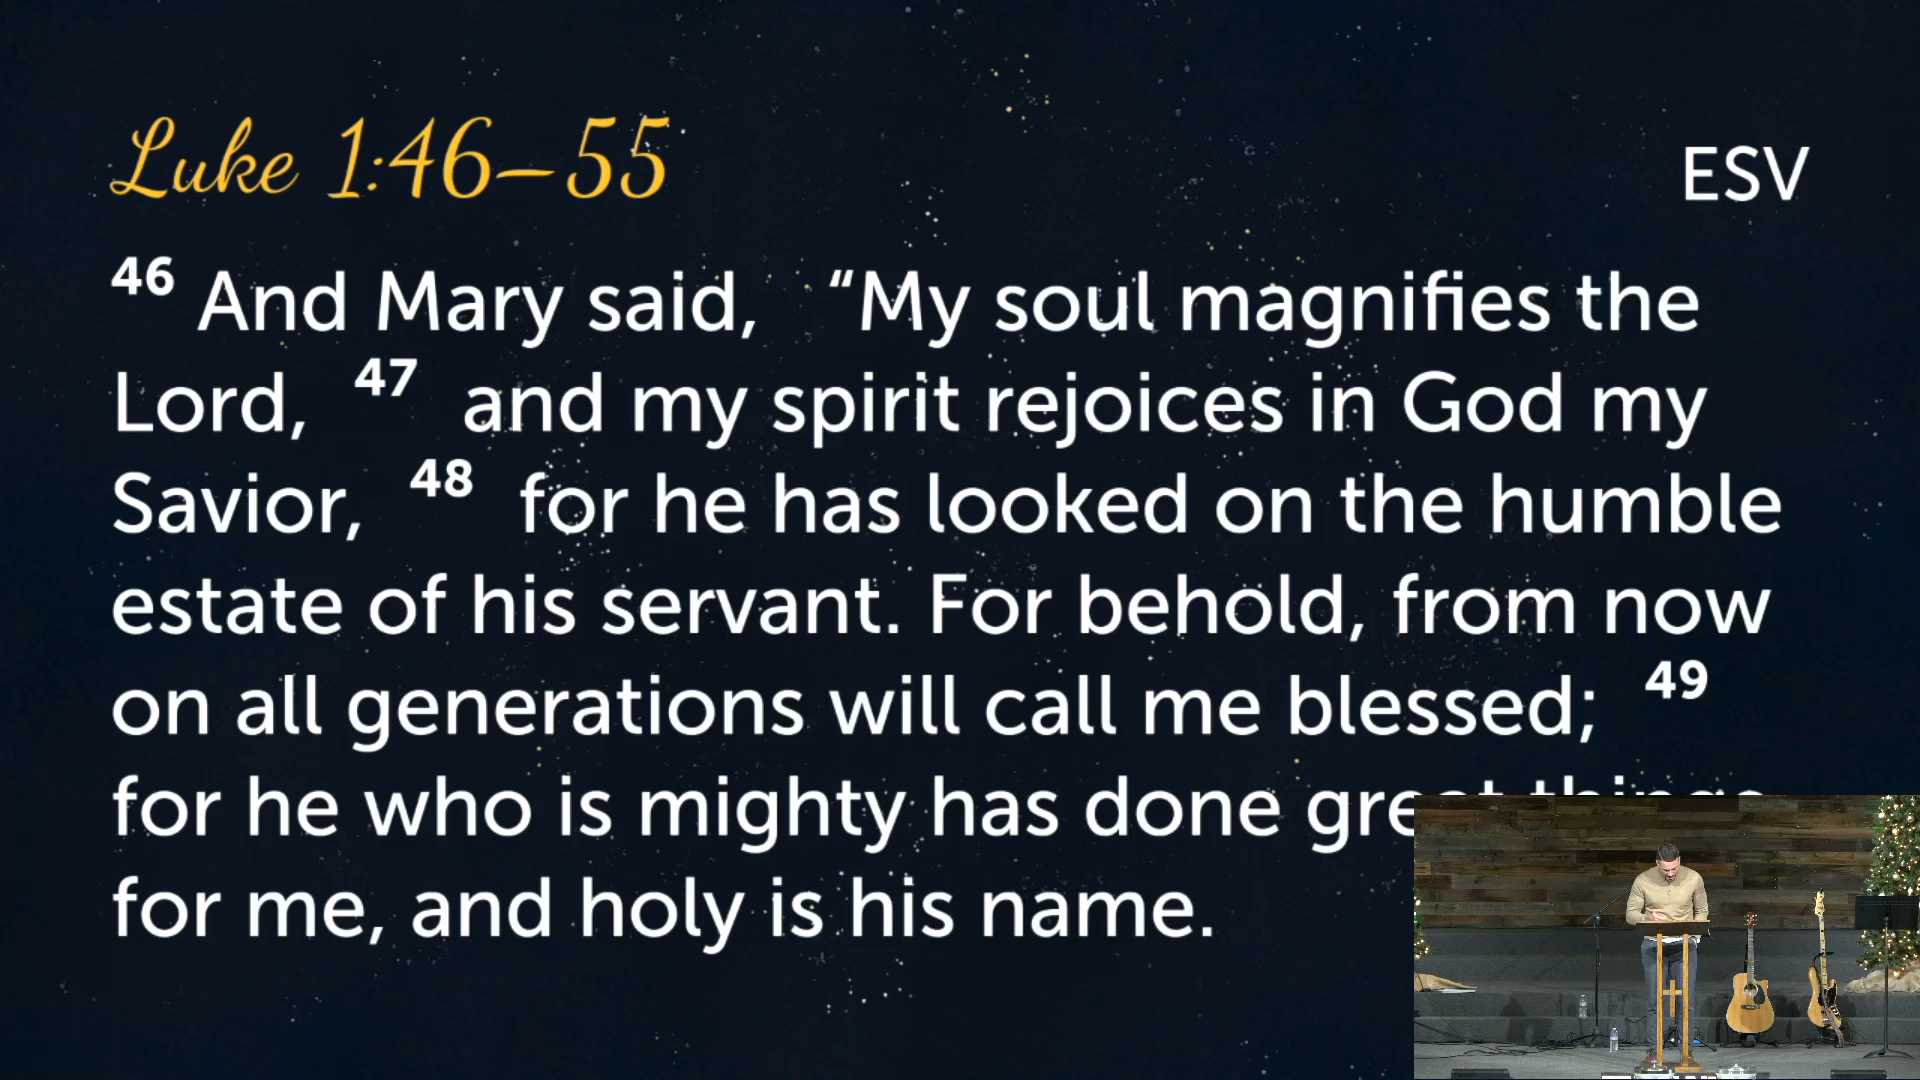 Luke 1:46–55
ESV
46 And Mary said, “My soul magnifies the
Lord, 47 and my spirit rejoices in God my
Savior, 48 for he has looked on the humble
estate of his servant. For behold, from now
on all generations will call me blessed; 49
for he who is mighty has done great things
for me, and holy is his name.